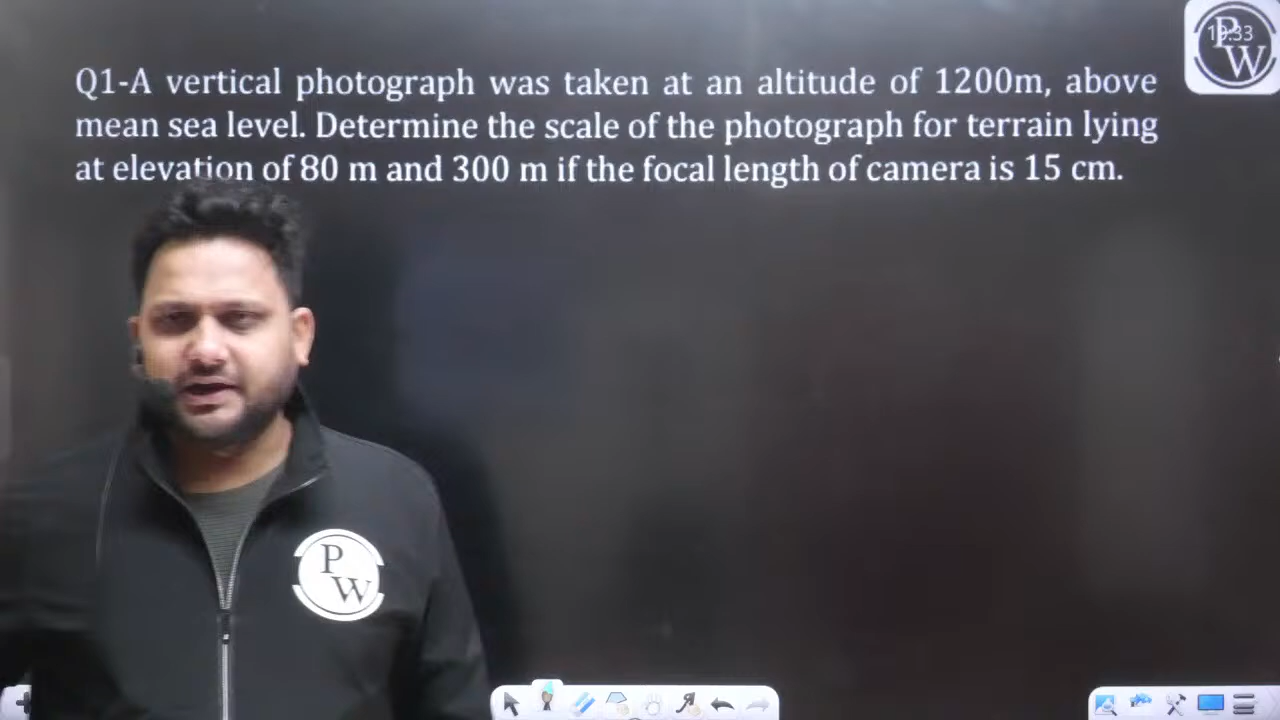 Q1-A vertical photograph was taken at an altitude of 1200m, above
mean sea level. Determine the scale of the photograph for terrain lying
at elevation of 80 m and 300 m if the focal length of camera is 15 cm.
P
W
P
W